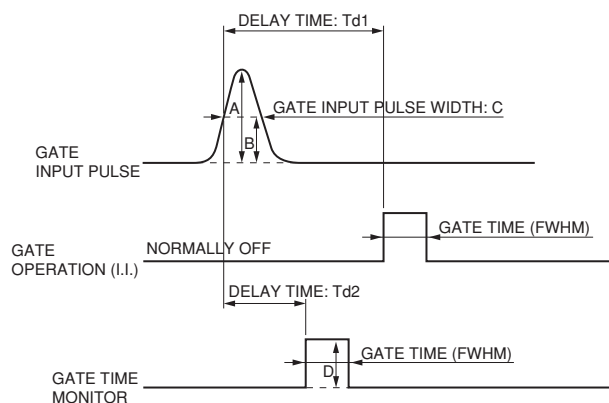 DELAY TIME: Td1
A
GATE INPUT PULSE WIDTH: C
B
GATE
INPUT PULSE
GATE TIME (FWHM)
NORMALLY OFF
GATE
OPERATION (I.I.)
DELAY TIME: Td2
GATE TIME (FWHM)
D
GATE TIME
MONITOR